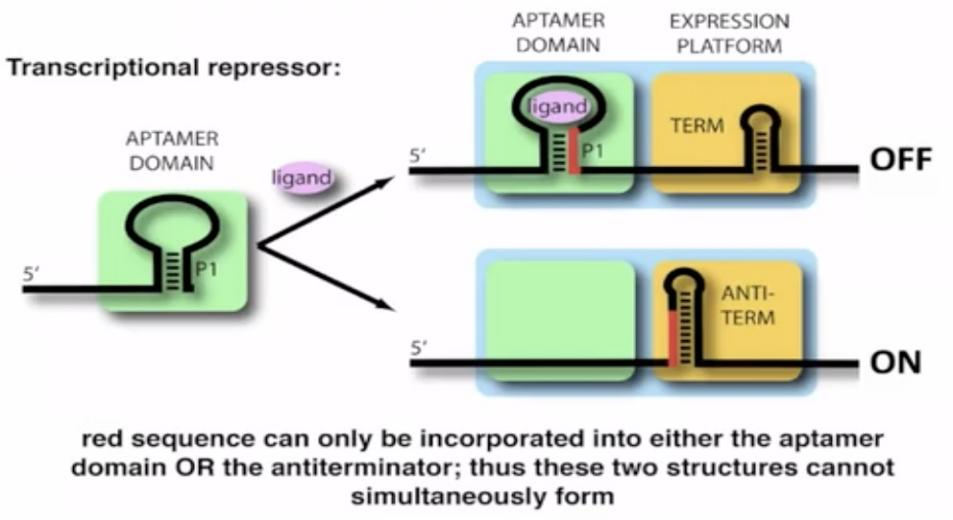 Transcriptional repressor:
APTAMER
DOMAIN
5'
P1
ligand
APTAMER
DOMAIN
EXPRESSION
PLATFORM
5'
ligand
P1
TERM
OFF
5'
ANTI-
TERM
ON
red sequence can only be incorporated into either the aptamer
domain OR the antiterminator; thus these two structures cannot
simultaneously form